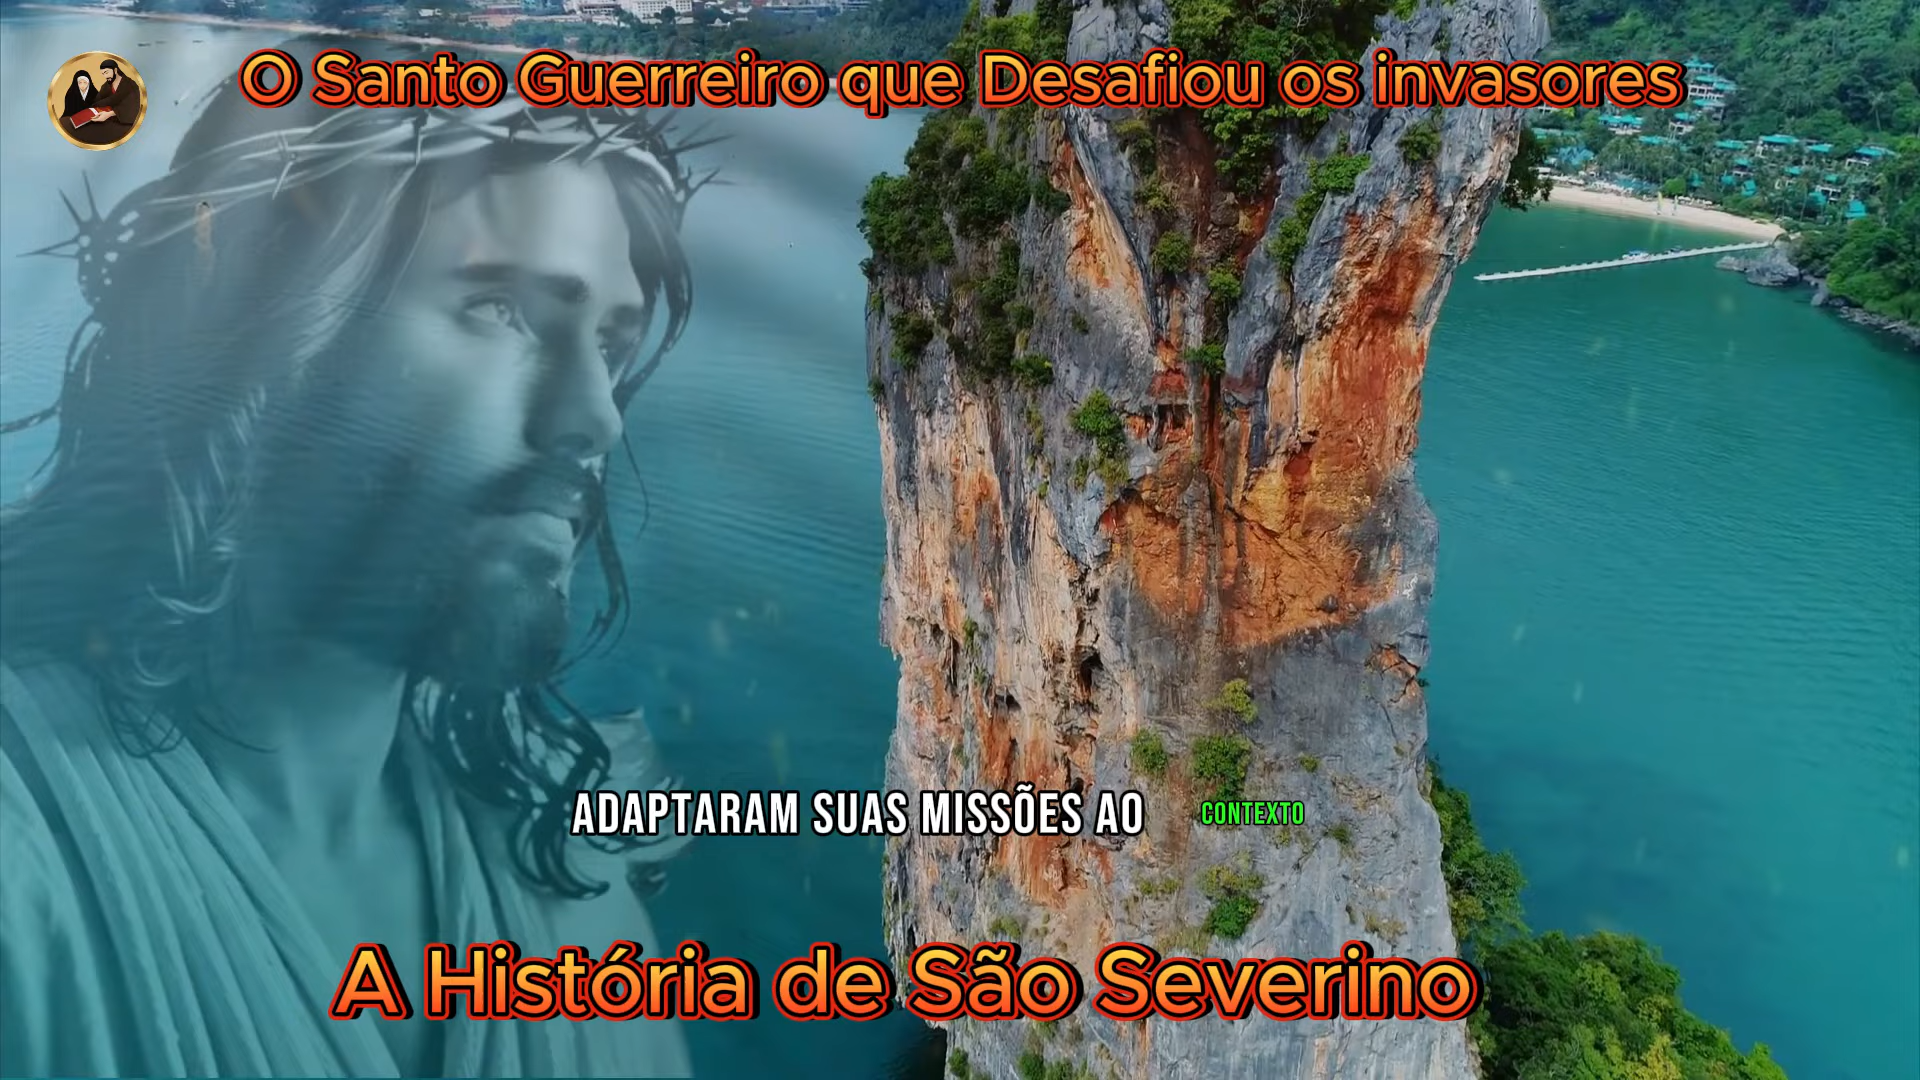 O Santo Guerreiro que Desafiou os invasores
ADAPTARAM SUAS MISSÕES AO CONTEXTO
A História de São Severino